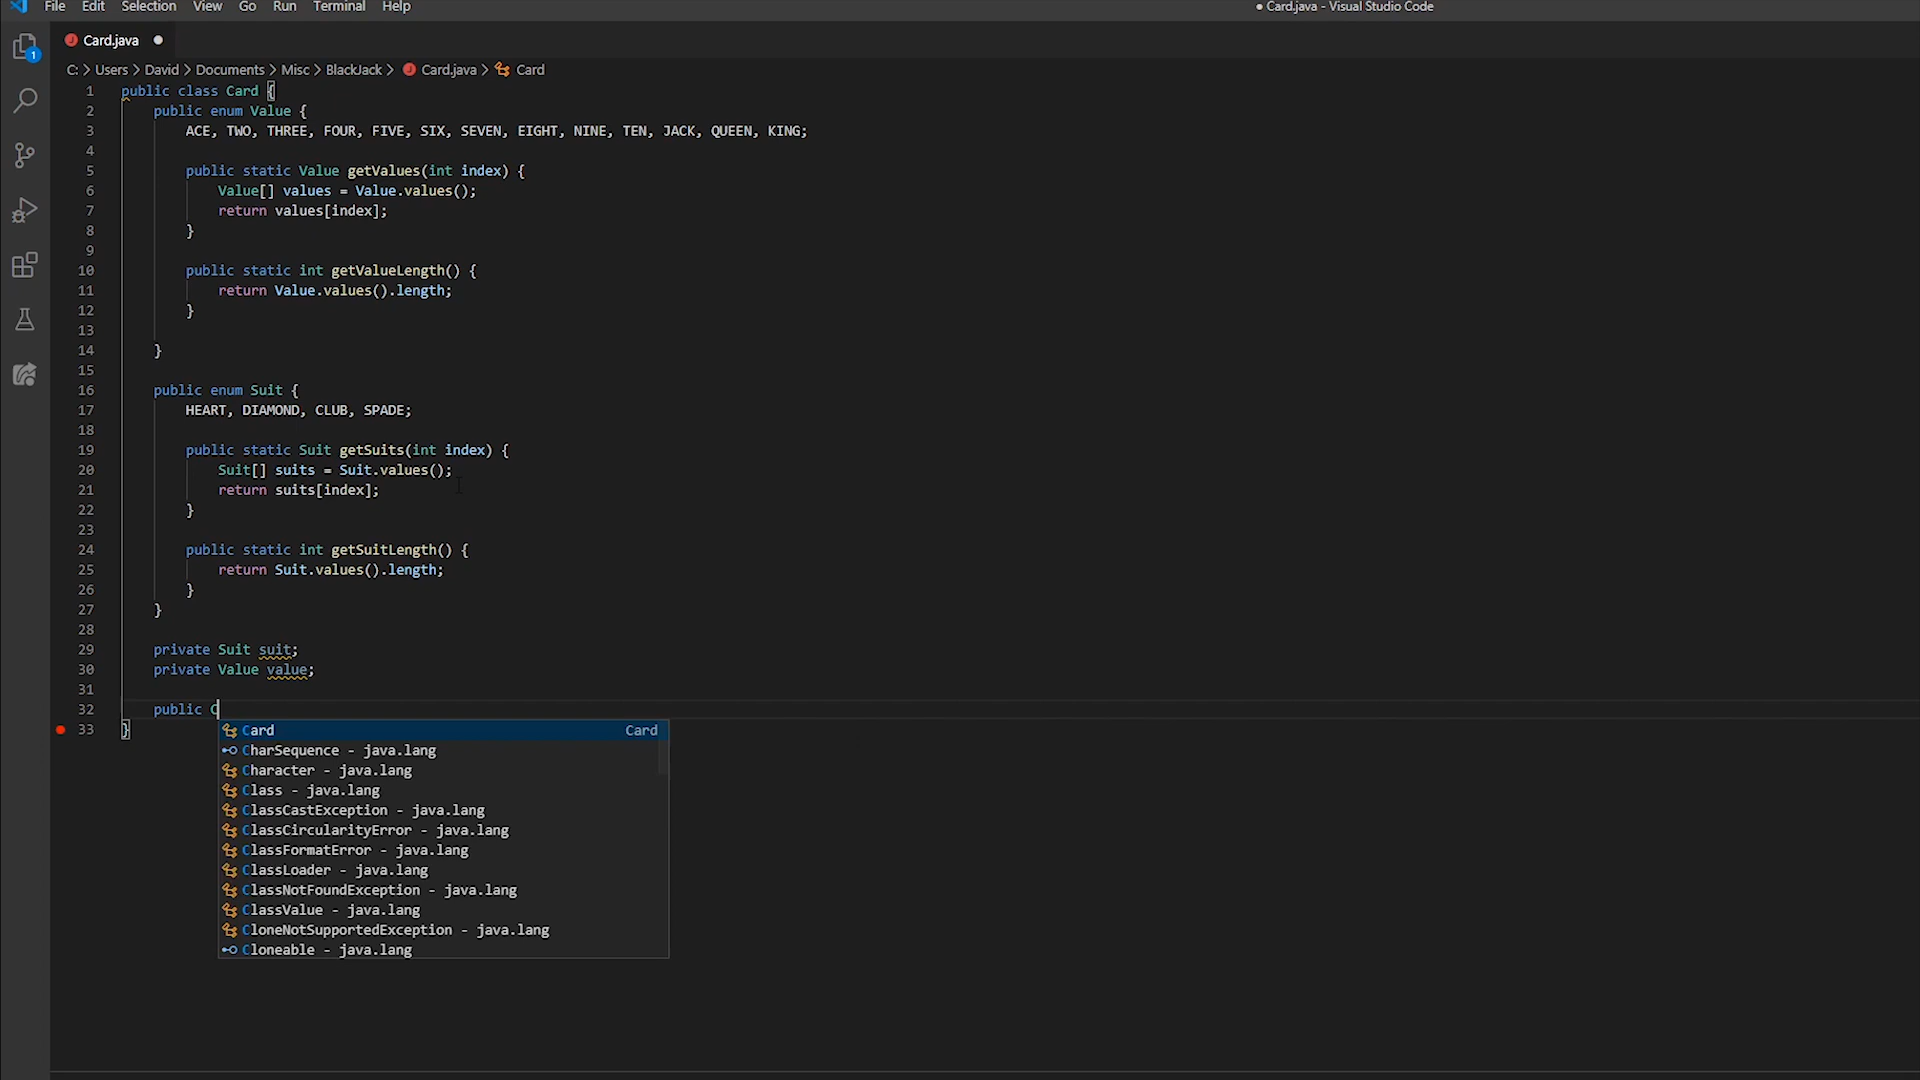 File Edit Selection View Go Run Terminal Help
● Card.java - Visual Studio Code
1
Card.java ●
C: > Users > David > Documents > Misc > BlackJack > Card.java > Card
1 public class Card {
2 public enum Value {
3 ACE, TWO, THREE, FOUR, FIVE, SIX, SEVEN, EIGHT, NINE, TEN, JACK, QUEEN, KING;
4
5 public static Value getValues(int index) {
6 Value[] values = Value.values();
7 return values[index];
8 }
9
10 public static int getValueLength() {
11 return Value.values().length;
12 }
13
14 }
15
16 public enum Suit {
17 HEART, DIAMOND, CLUB, SPADE;
18
19 public static Suit getSuits(int index) {
20 Suit[] suits = Suit.values();
21 return suits[index];
22 }
23
24 public static int getSuitLength() {
25 return Suit.values().length;
26 }
27 }
28
29 private Suit suit;
30 private Value value;
31
32 public C
33 }
Card Card
CharSequence - java.lang
Character - java.lang
Class - java.lang
ClassCastException - java.lang
ClassCircularityError - java.lang
ClassFormatError - java.lang
ClassLoader - java.lang
ClassNotFoundException - java.lang
ClassValue - java.lang
CloneNotSupportedException - java.lang
Cloneable - java.lang